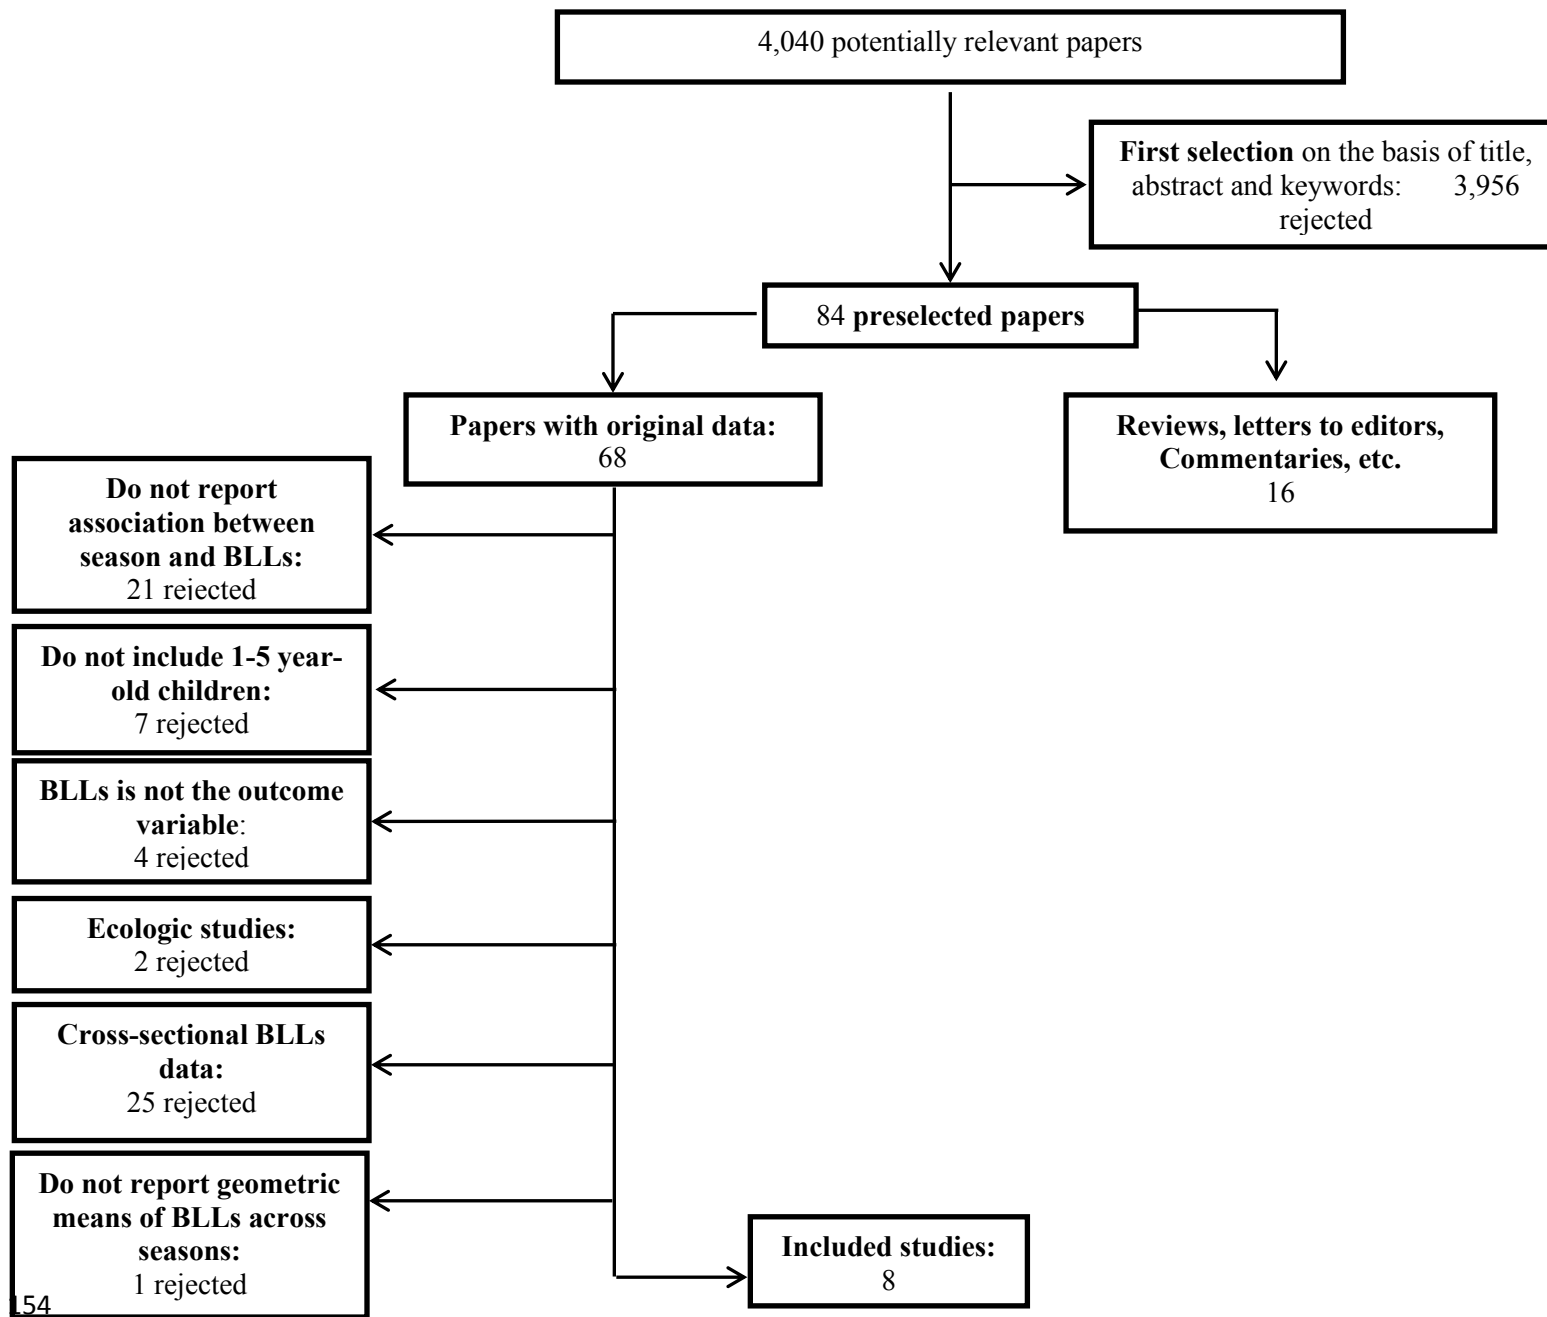 4,040 potentially relevant papers
First selection on the basis of title,
abstract and keywords: 3,956
rejected
84 preselected papers
Papers with original data:
68
Reviews, letters to editors,
Commentaries, etc.
16
Do not report
association between
season and BLLs:
21 rejected
Do not include 1-5 year-
old children:
7 rejected
BLLs is not the outcome
variable:
4 rejected
Ecologic studies:
2 rejected
Cross-sectional BLLs
data:
25 rejected
Do not report geometric
means of BLLs across
seasons:
1 rejected
Included studies:
8
154